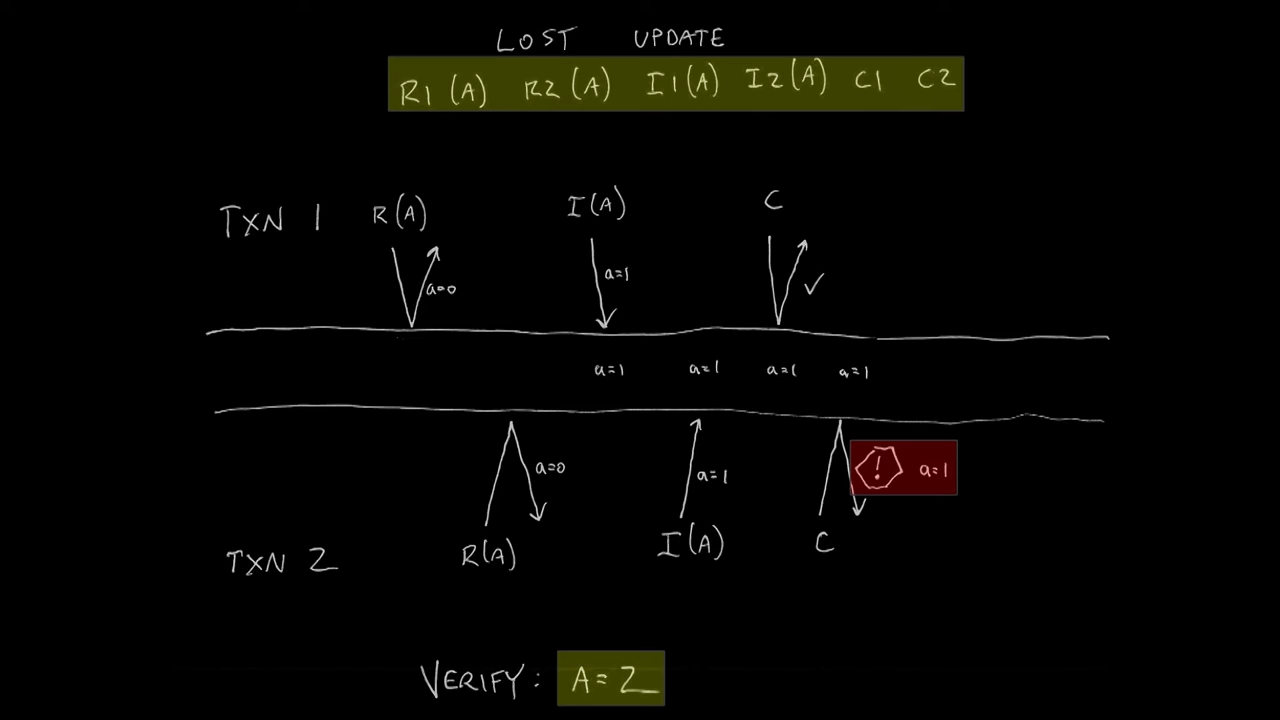 LOST UPDATE
R1 (A) R2 (A) I1 (A) I2 (A) C1 C2
TXN 1 R(A) I(A) C
a=0 a=1
a=1 a=1 a=1 a=1
a=0 a=1 ! a=1
TXN 2 R(A) I(A) C
VERIFY: A=2